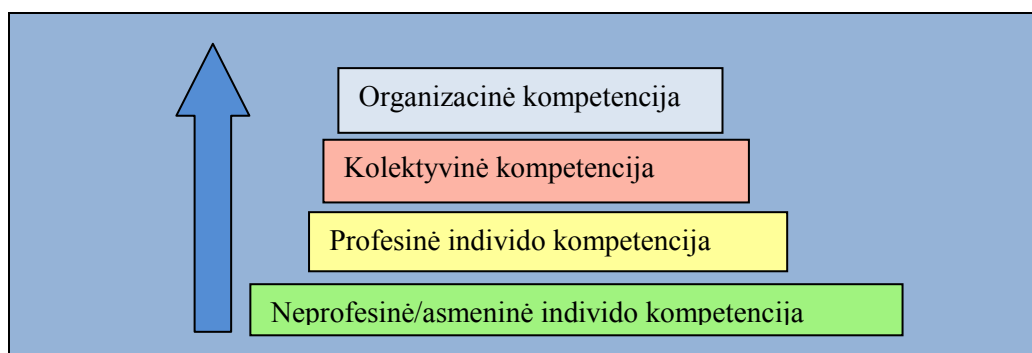 Organizacinė kompetencija
Kolektyvinė kompetencija
Profesinė individo kompetencija
Neprofesinė/asmeninė individo kompetencija